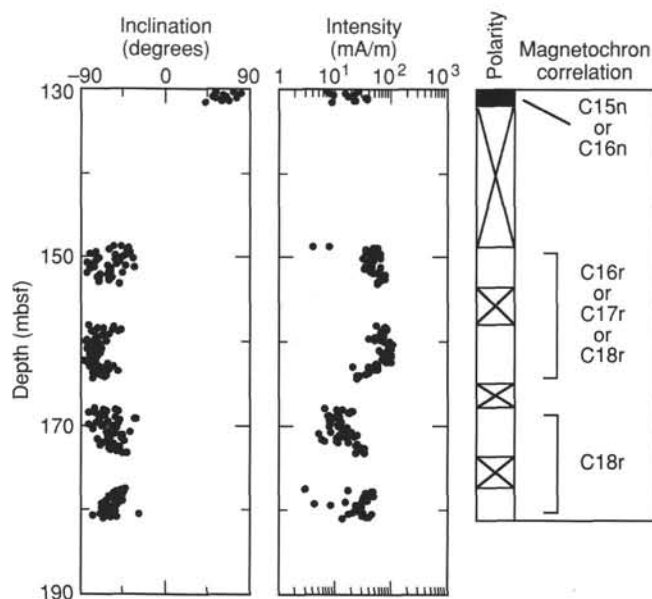 Inclination
(degrees)
−90 0 90
Intensity
(mA/m)
1 10¹ 10² 10³
Polarity
Magnetochron
correlation
Depth (mbsf)
130
150
170
190
C15n
or
C16n
C16r
or
C17r
or
C18r
C18r